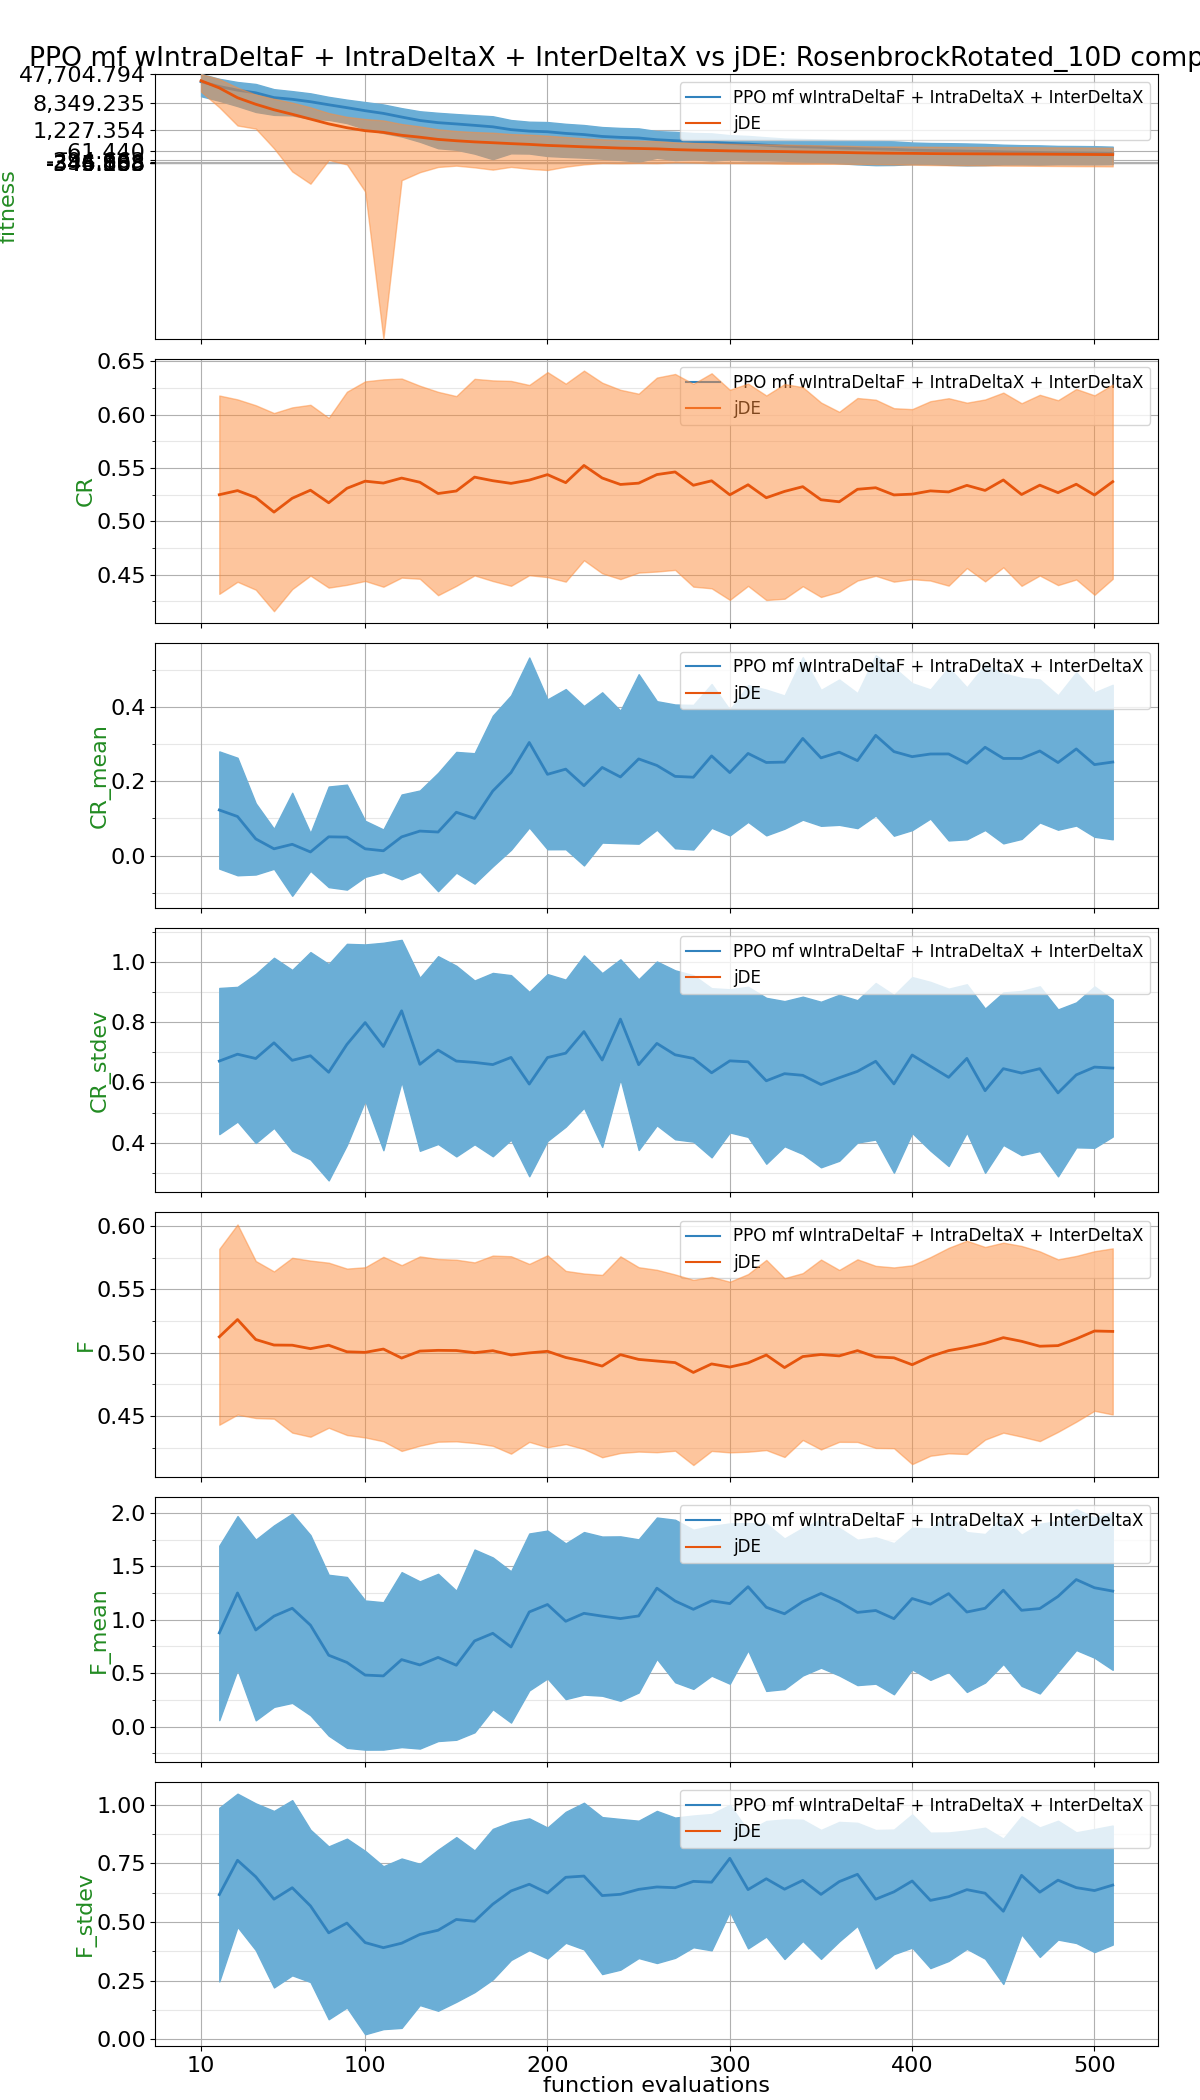 PPO mf wIntraDeltaF + IntraDeltaX + InterDeltaX vs jDE: RosenbrockRotated_10D comp
47,704.794
8,349.235
1,227.354
-61.440
fitness
PPO mf wIntraDeltaF + IntraDeltaX + InterDeltaX
jDE
0.65
0.60
0.55
0.50
0.45
CR
PPO mf wIntraDeltaF + IntraDeltaX + InterDeltaX
jDE
0.4
0.2
0.0
CR_mean
PPO mf wIntraDeltaF + IntraDeltaX + InterDeltaX
jDE
1.0
0.8
0.6
0.4
CR_stdev
PPO mf wIntraDeltaF + IntraDeltaX + InterDeltaX
jDE
0.60
0.55
0.50
0.45
F
PPO mf wIntraDeltaF + IntraDeltaX + InterDeltaX
jDE
2.0
1.5
1.0
0.5
0.0
F_mean
PPO mf wIntraDeltaF + IntraDeltaX + InterDeltaX
jDE
1.00
0.75
0.50
0.25
0.00
F_stdev
PPO mf wIntraDeltaF + IntraDeltaX + InterDeltaX
jDE
10 100 200 300 400 500
function evaluations